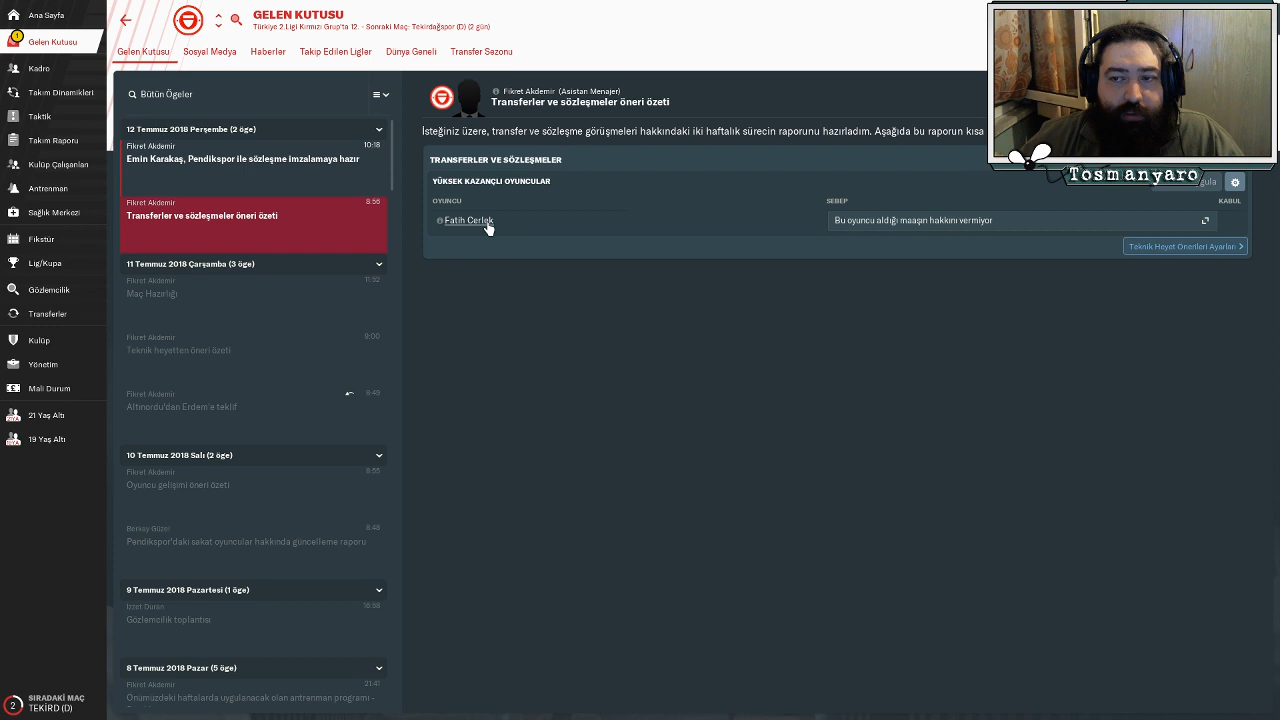 Ana Sayfa
1
Gelen Kutusu
Kadro
Takım Dinamikleri
Taktik
Takım Raporu
Kulüp Çalışanları
Antrenman
Sağlık Merkezi
Fikstür
Lig/Kupa
Gözlemcilik
Transferler
Kulüp
Yönetim
Mali Durum
21 Yaş Altı
19 Yaş Altı
2
SIRADAKİ MAÇ
TEKİRD (D)
GELEN KUTUSU
Türkiye 2.Ligi Kırmızı Grup'ta 12. - Sonraki Maç: Tekirdağspor (D) (2 gün)
Gelen Kutusu Sosyal Medya Haberler Takip Edilen Ligler Dünya Geneli Transfer Sezonu
Bütün Ögeler
12 Temmuz 2018 Perşembe (2 öge)
Fikret Akdemir 10:18
Emin Karakaş, Pendikspor ile sözleşme imzalamaya hazır
Fikret Akdemir 8:56
Transferler ve sözleşmeler öneri özeti
11 Temmuz 2018 Çarşamba (3 öge)
Fikret Akdemir 11:52
Maç Hazırlığı
Fikret Akdemir 9:00
Teknik heyetten öneri özeti
Fikret Akdemir 8:49
Altınordu'dan Erdem'e teklif
10 Temmuz 2018 Salı (2 öge)
Fikret Akdemir 8:55
Oyuncu gelişimi öneri özeti
Berkay Güzel 8:48
Pendikspor'daki sakat oyuncular hakkında güncelleme raporu
9 Temmuz 2018 Pazartesi (1 öge)
İzzet Duran 16:58
Gözlemcilik toplantısı
8 Temmuz 2018 Pazar (5 öge)
Fikret Akdemir 21:41
Önümüzdeki haftalarda uygulanacak olan antrenman programı -
Fikret Akdemir (Asistan Menajer)
Transferler ve sözleşmeler öneri özeti
İsteğiniz üzere, transfer ve sözleşme görüşmeleri hakkındaki iki haftalık sürecin raporunu hazırladım. Aşağıda bu raporun kısa
TRANSFERLER VE SÖZLEŞMELER
YÜKSEK KAZANÇLI OYUNCULAR
OYUNCU SEBEP KABUL
Fatih Cerlek Bu oyuncu aldığı maaşın hakkını vermiyor
Teknik Heyet Önerileri Ayarları
Tosmanyaro